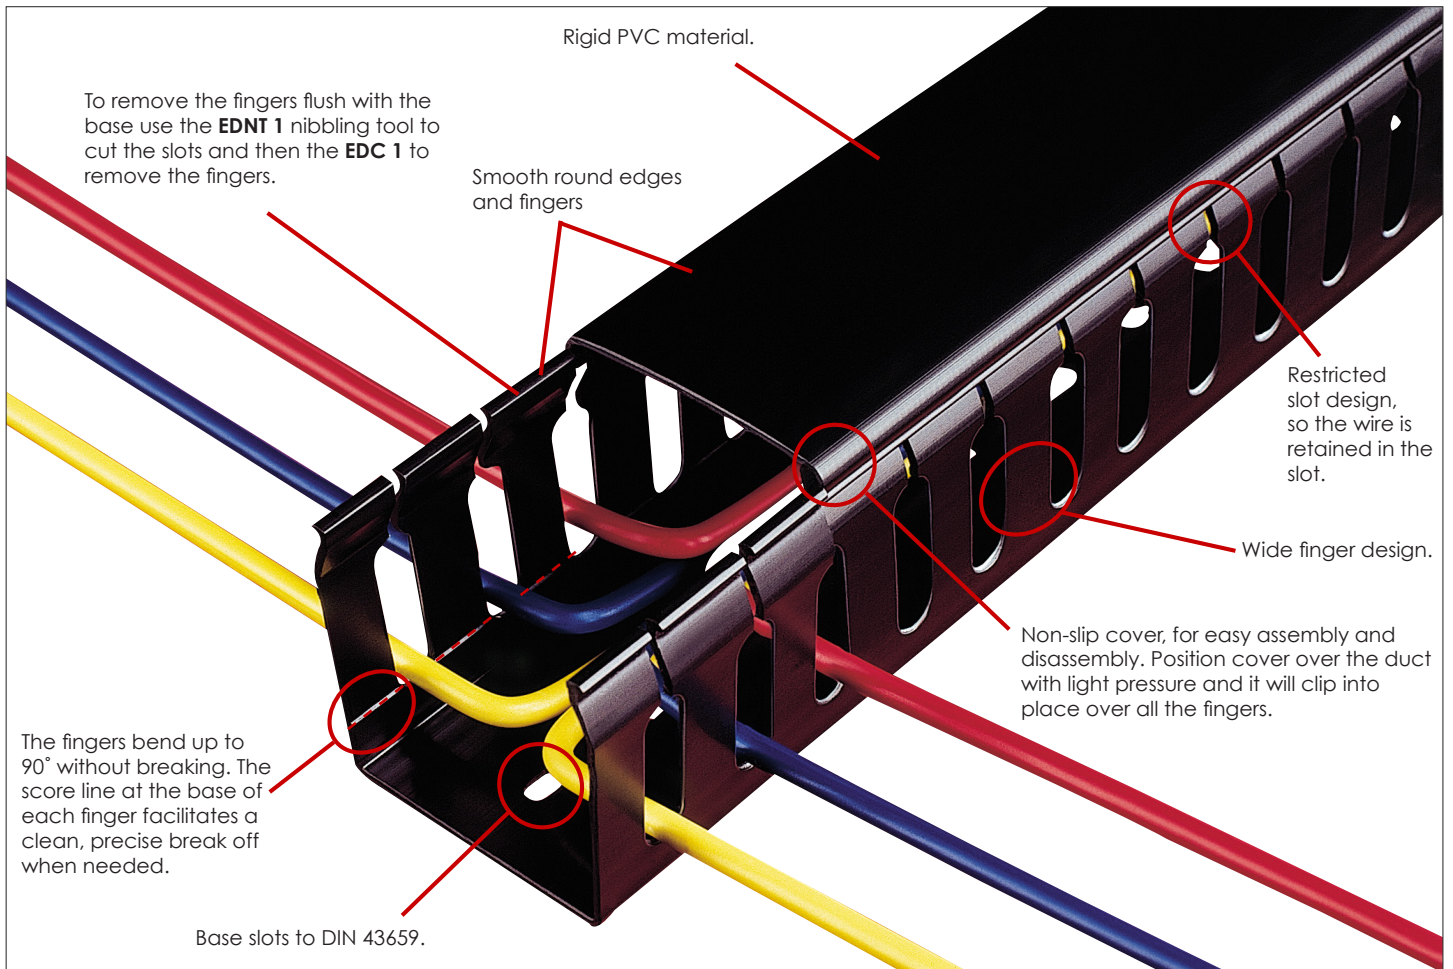 Rigid PVC material.
To remove the fingers flush with the
base use the EDNT 1 nibbling tool to
cut the slots and then the EDC 1 to
remove the fingers.
Smooth round edges
and fingers
Restricted
slot design,
so the wire is
retained in the
slot.
Wide finger design.
Non-slip cover, for easy assembly and
disassembly. Position cover over the duct
with light pressure and it will clip into
place over all the fingers.
The fingers bend up to
90˚ without breaking. The
score line at the base of
each finger facilitates a
clean, precise break off
when needed.
Base slots to DIN 43659.